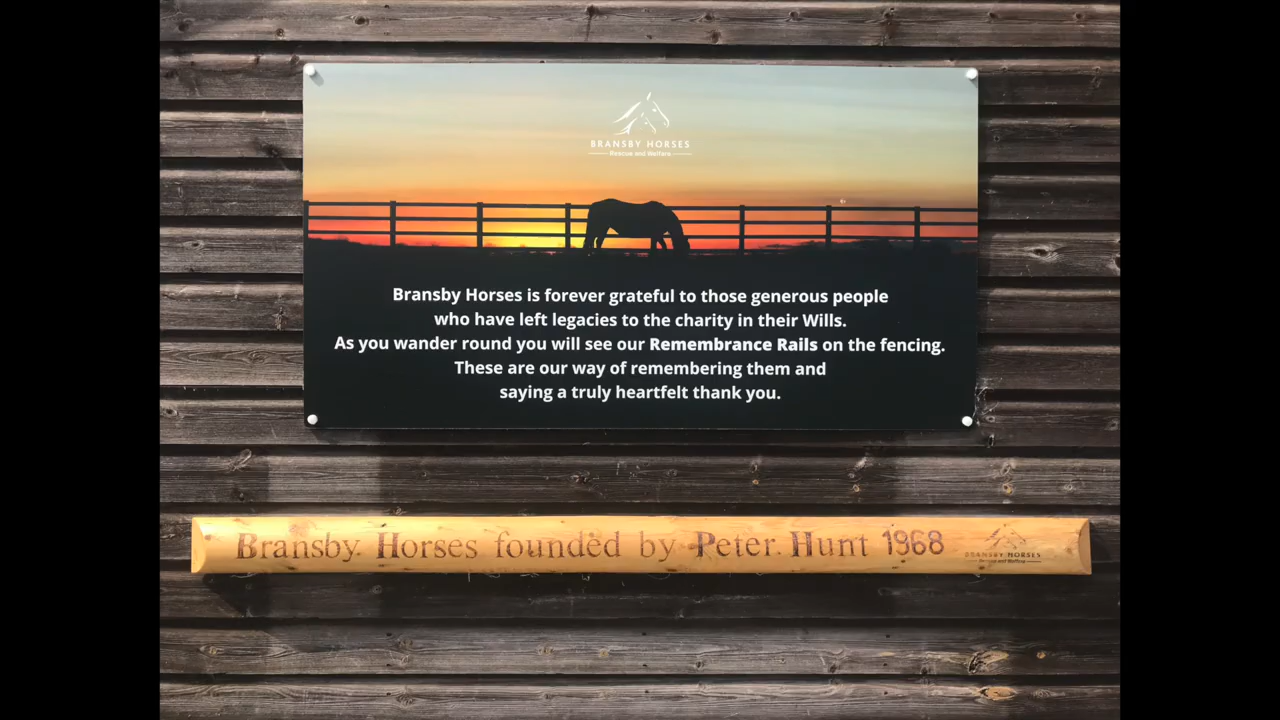 BRANSBY HORSES
Rescue and Welfare
Bransby Horses is forever grateful to those generous people
who have left legacies to the charity in their Wills.
As you wander round you will see our Remembrance Rails on the fencing.
These are our way of remembering them and
saying a truly heartfelt thank you.
Bransby Horses founded by Peter Hunt 1968
BRANSBY HORSES
Rescue and Welfare